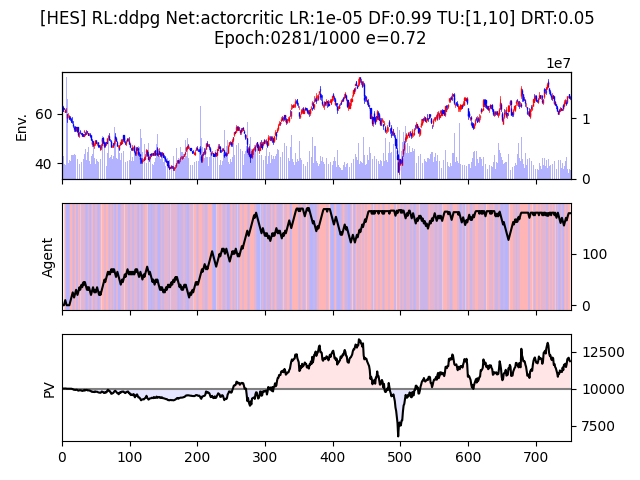 [HES] RL:ddpg Net:actorcritic LR:1e-05 DF:0.99 TU:[1,10] DRT:0.05
Epoch:0281/1000 e=0.72
1e7
Env.
60
40
1
0
Agent
100
0
PV
12500
10000
7500
0 100 200 300 400 500 600 700